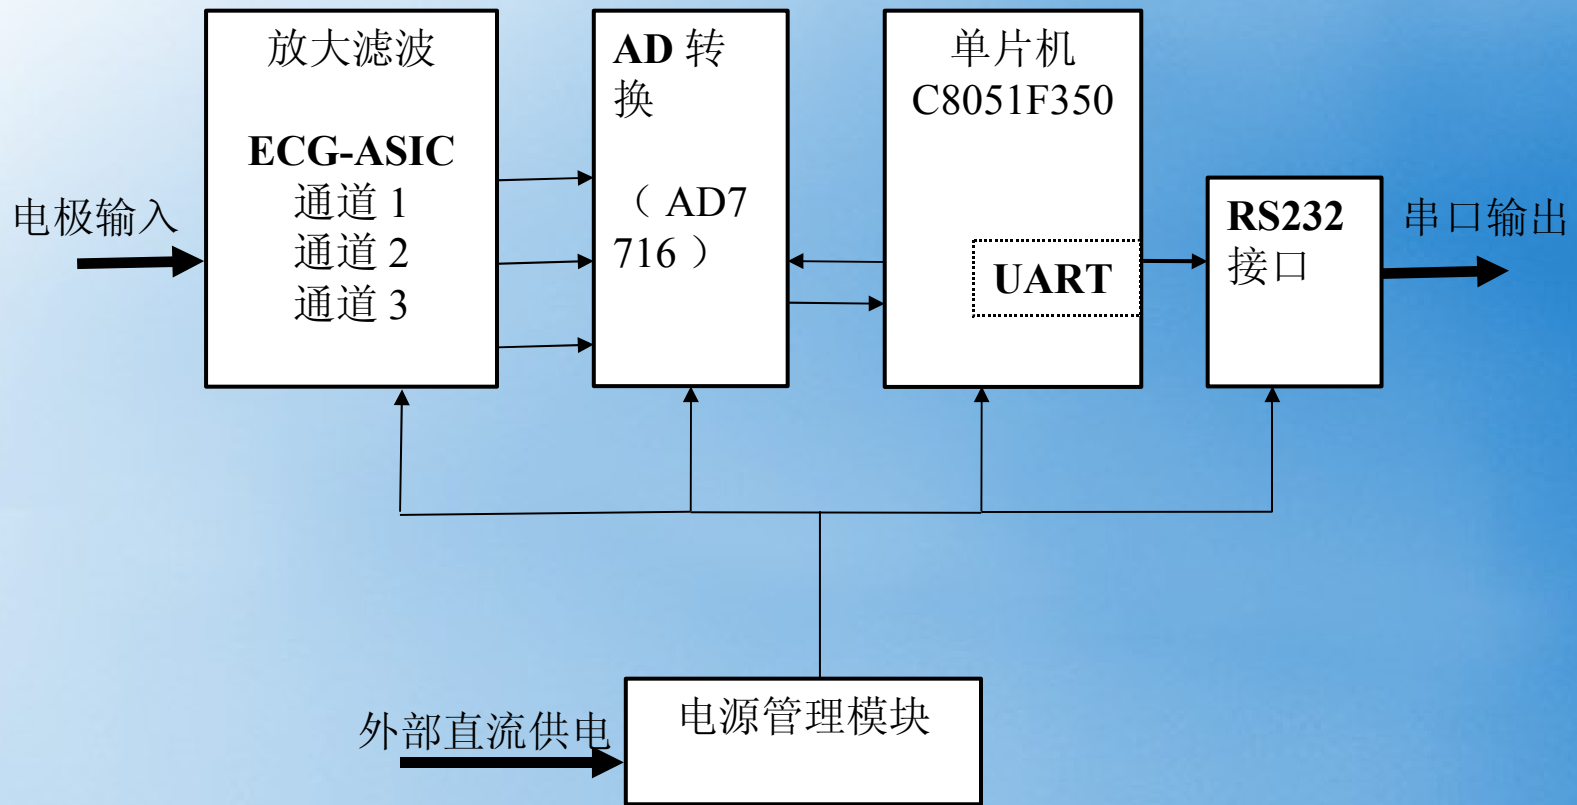 电极输入
放大滤波
ECG-ASIC
通道 1
通道 2
通道 3
AD 转
换
（ AD7
716 ）
单片机
C8051F350
UART
RS232
接口
串口输出
外部直流供电
电源管理模块